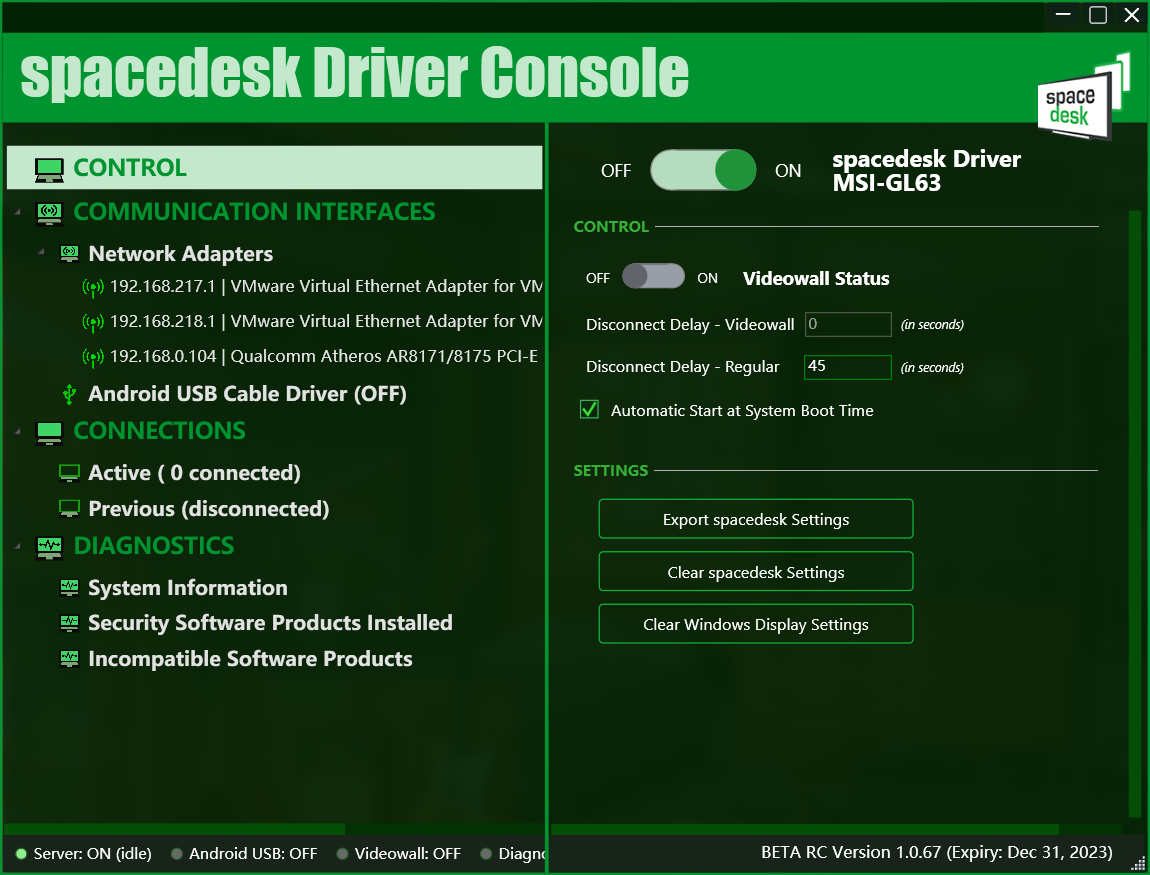 spacedesk Driver Console
space
desk
CONTROL
COMMUNICATION INTERFACES
Network Adapters
192.168.217.1 | VMware Virtual Ethernet Adapter for VM
192.168.218.1 | VMware Virtual Ethernet Adapter for VM
192.168.0.104 | Qualcomm Atheros AR8171/8175 PCI-E
Android USB Cable Driver (OFF)
CONNECTIONS
Active ( 0 connected)
Previous (disconnected)
DIAGNOSTICS
System Information
Security Software Products Installed
Incompatible Software Products
OFF ON spacedesk Driver
MSI-GL63
CONTROL
OFF ON Videowall Status
Disconnect Delay - Videowall 0 (in seconds)
Disconnect Delay - Regular 45 (in seconds)
Automatic Start at System Boot Time
SETTINGS
Export spacedesk Settings
Clear spacedesk Settings
Clear Windows Display Settings
Server: ON (idle) Android USB: OFF Videowall: OFF Diagno
BETA RC Version 1.0.67 (Expiry: Dec 31, 2023)